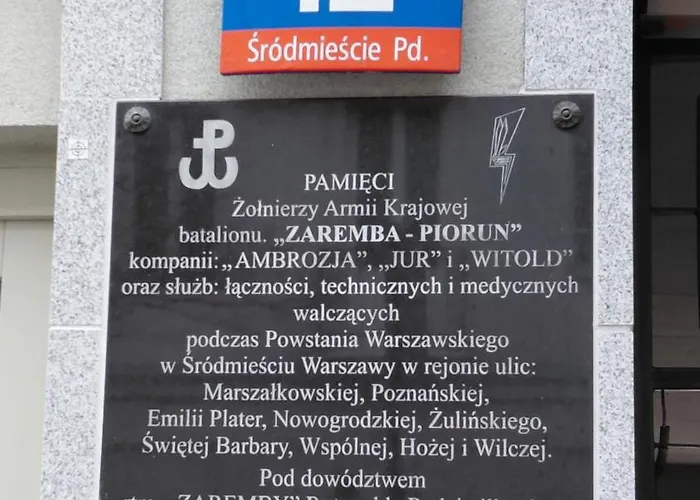 Śródmieście Pd.
PAMIĘCI
Żołnierzy Armii Krajowej
batalionu. „ZAREMBA - PIORUN”
kompanii: „AMBROZJA”, „JUR” i „WITOLD”
oraz służb: łączności, technicznych i medycznych
walczących
podczas Powstania Warszawskiego
w Śródmieściu Warszawy w rejonie ulic:
Marszałkowskiej, Poznańskiej,
Emilii Plater, Nowogrodzkiej, Żulińskiego,
Świętej Barbary, Wspólnej, Hożej i Wilczej.
Pod dowództwem
„ZAREMBY”